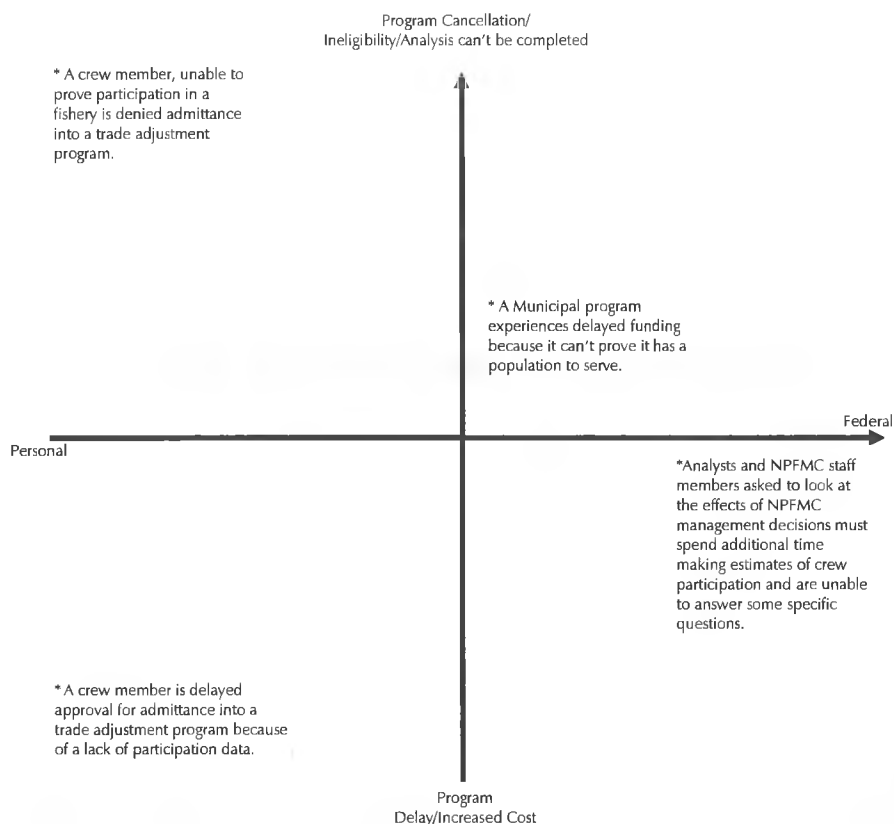 Program Cancellation/
Ineligibility/Analysis can't be completed
* A crew member, unable to
prove participation in a
fishery is denied admittance
into a trade adjustment
program.
* A Municipal program
experiences delayed funding
because it can't prove it has a
population to serve.
Federal
Personal
*Analysts and NPFMC staff
members asked to look at
the effects of NPFMC
management decisions must
spend additional time
making estimates of crew
participation and are unable
to answer some specific
questions.
* A crew member is delayed
approval for admittance into a
trade adjustment program because
of a lack of participation data.
Program
Delay/Increased Cost